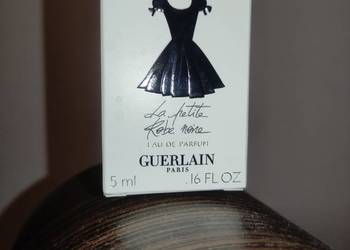 La petite
Robe noire
EAU DE PARFUM
GUERLAIN
PARIS
5 ml .16 FL OZ